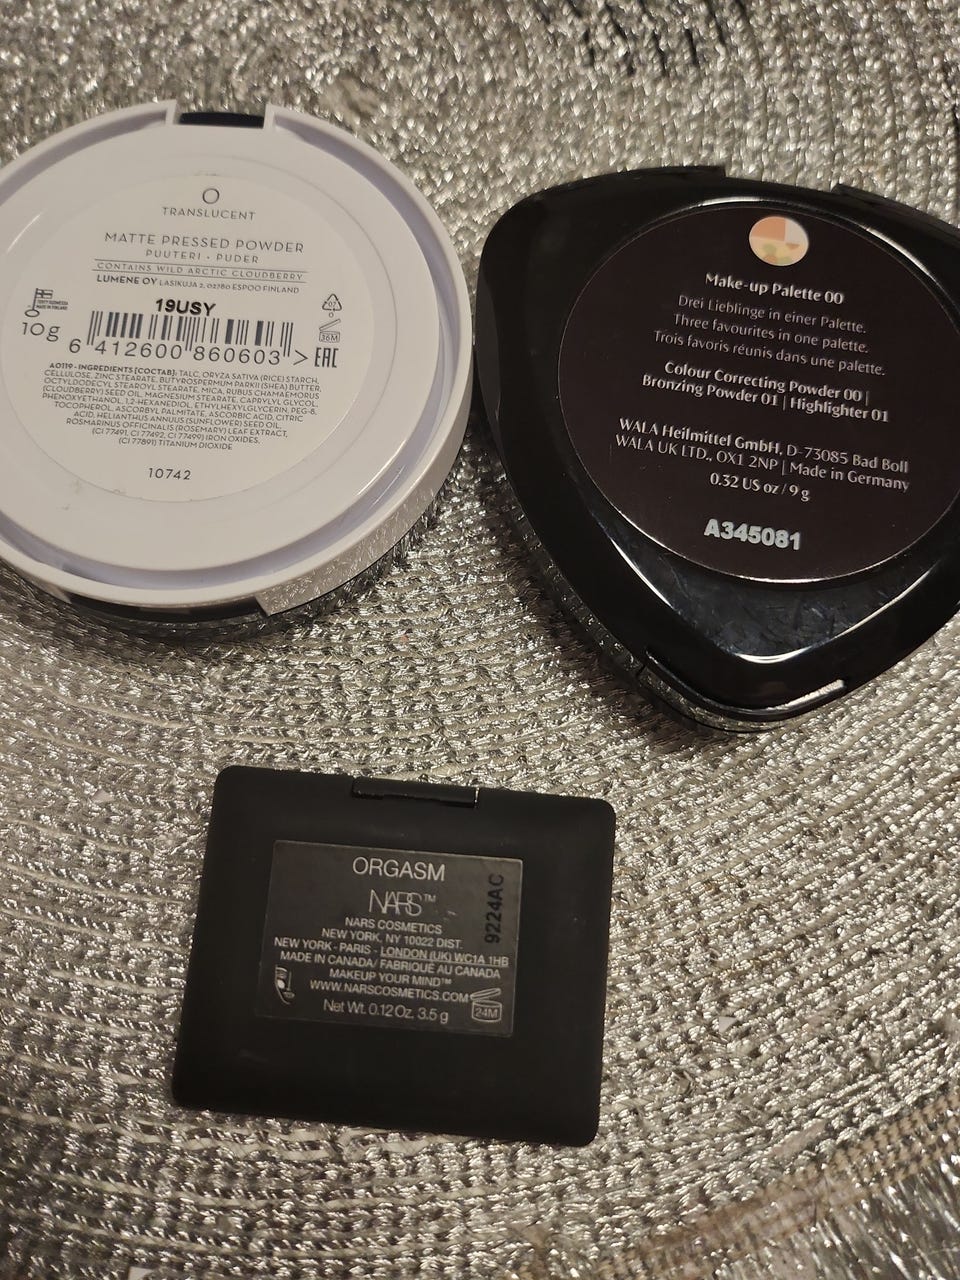 TRANSLUCENT
MATTE PRESSED POWDER
PUUTERI · PUDER
CONTAINS WILD ARCTIC CLOUDBERRY
LUMENE OY LASIKUJA 2, 02780 ESPOO FINLAND
19USY
10g
36M
6 412600 860603 > EAC
A0119 - INGREDIENTS [COCTAB]: TALC, ORYZA SATIVA (RICE) STARCH,
CELLULOSE, ZINC STEARATE, BUTYROSPERMUM PARKII (SHEA) BUTTER,
OCTYLDODECYL STEAROYL STEARATE, MICA, RUBUS CHAMAEMORUS
(CLOUDBERRY) SEED OIL, MAGNESIUM STEARATE, CAPRYLYL GLYCOL,
PHENOXYETHANOL, 1,2-HEXANEDIOL, ETHYLHEXYLGLYCERIN, PEG-8,
TOCOPHEROL, ASCORBYL PALMITATE, ASCORBIC ACID, CITRIC
ACID, HELIANTHUS ANNUUS (SUNFLOWER) SEED OIL,
ROSMARINUS OFFICINALIS (ROSEMARY) LEAF EXTRACT,
(CI 77491, CI 77492, CI 77499) IRON OXIDES,
(CI 77891) TITANIUM DIOXIDE
10742
Make-up Palette 00
Drei Lieblinge in einer Palette.
Three favourites in one palette.
Trois favoris réunis dans une palette.
Colour Correcting Powder 00 |
Bronzing Powder 01 | Highlighter 01
WALA Heilmittel GmbH, D-73085 Bad Boll
WALA UK LTD., OX1 2NP | Made in Germany
0.32 US oz / 9 g
A345081
ORGASM
NARS™
9224AC
NARS COSMETICS
NEW YORK, NY 10022 DIST.
NEW YORK - PARIS - LONDON (UK) WC1A 1HB
MADE IN CANADA/ FABRIQUÉ AU CANADA
MAKEUP YOUR MIND™
WWW.NARSCOSMETICS.COM
Net Wt. 0.12 Oz. 3.5 g
24M